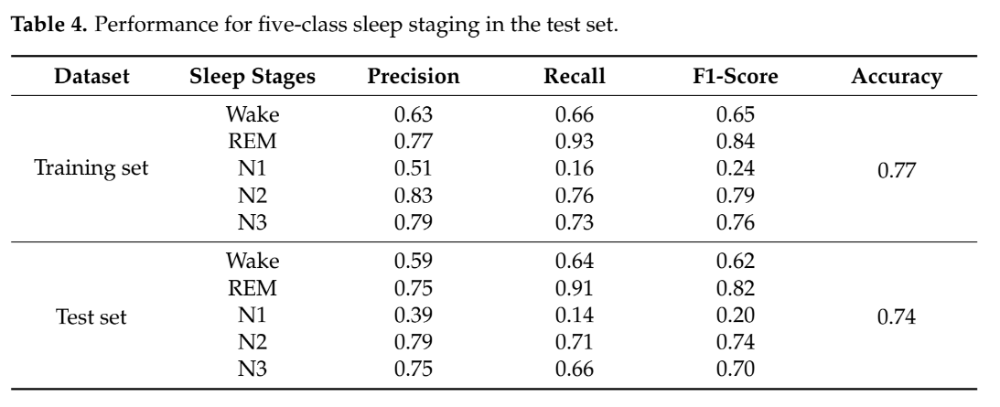 Table 4. Performance for five-class sleep staging in the test set.
Dataset Sleep Stages Precision Recall F1-Score Accuracy
Training set 0.77
Wake 0.63 0.66 0.65
REM 0.77 0.93 0.84
N1 0.51 0.16 0.24
N2 0.83 0.76 0.79
N3 0.79 0.73 0.76
Test set 0.74
Wake 0.59 0.64 0.62
REM 0.75 0.91 0.82
N1 0.39 0.14 0.20
N2 0.79 0.71 0.74
N3 0.75 0.66 0.70